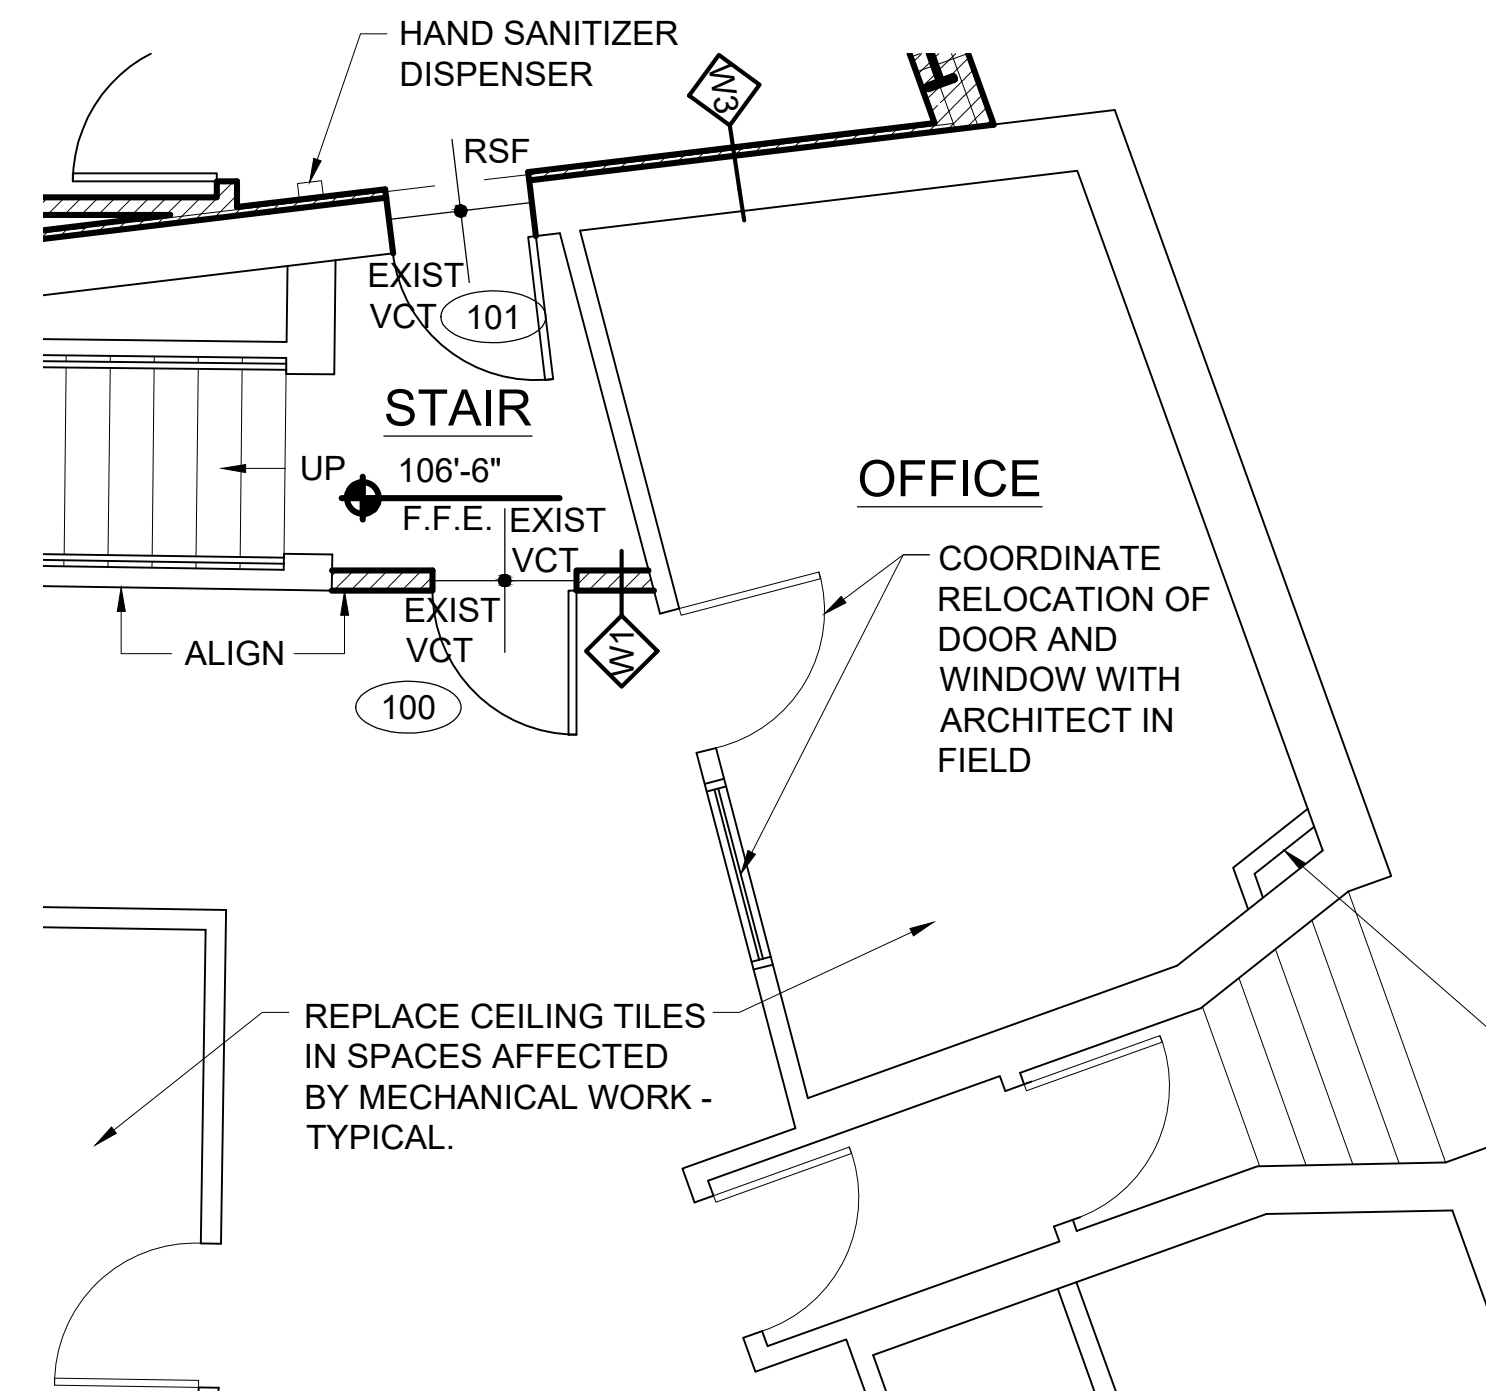 HAND SANITIZER
DISPENSER
W3
RSF
EXIST
VCT
101
STAIR
UP
106'-6"
F.F.E.
EXIST
VCT
OFFICE
COORDINATE
RELOCATION OF
DOOR AND
WINDOW WITH
ARCHITECT IN
FIELD
EXIST
VCT
ALIGN
W1
100
REPLACE CEILING TILES
IN SPACES AFFECTED
BY MECHANICAL WORK -
TYPICAL.